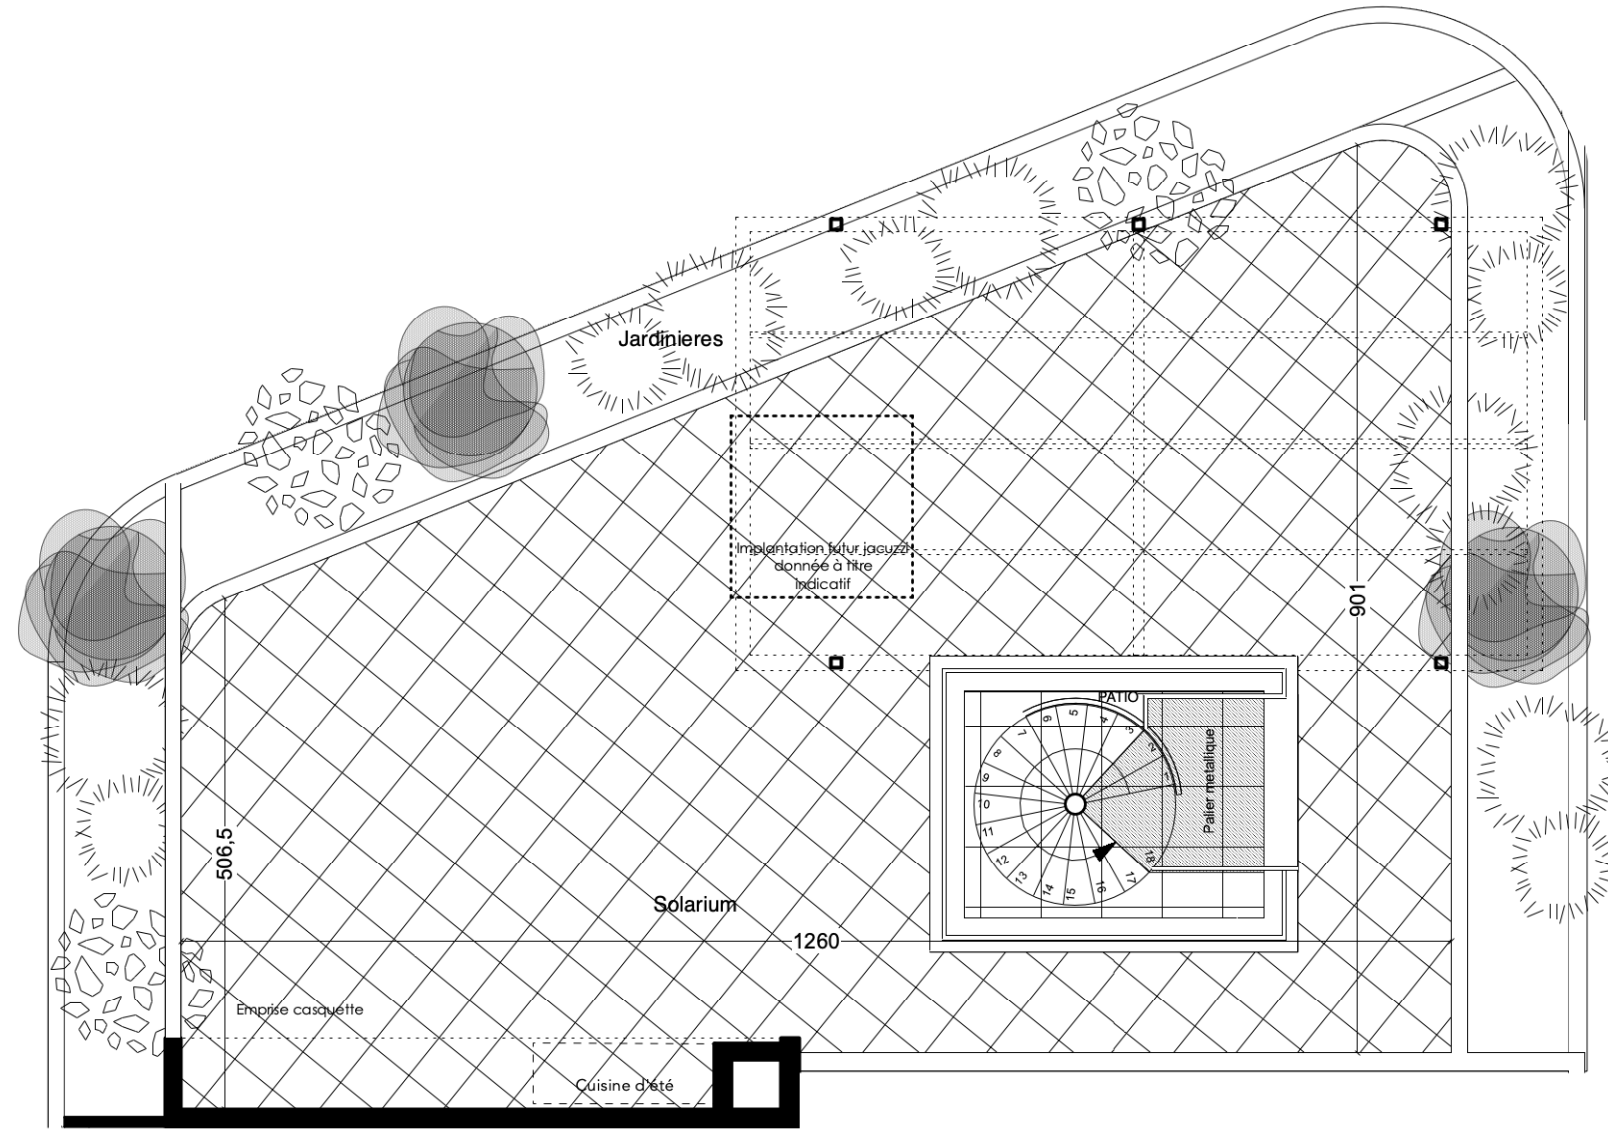 Jardinieres
Implantation futur jacuzzi
donnée à titre
indicatif
901
PATIO
Palier metallique
1
2
3
4
5
6
7
8
9
10
11
12
13
14
15
16
17
18
506,5
Solarium
1260
Emprise casquette
Cuisine d'été